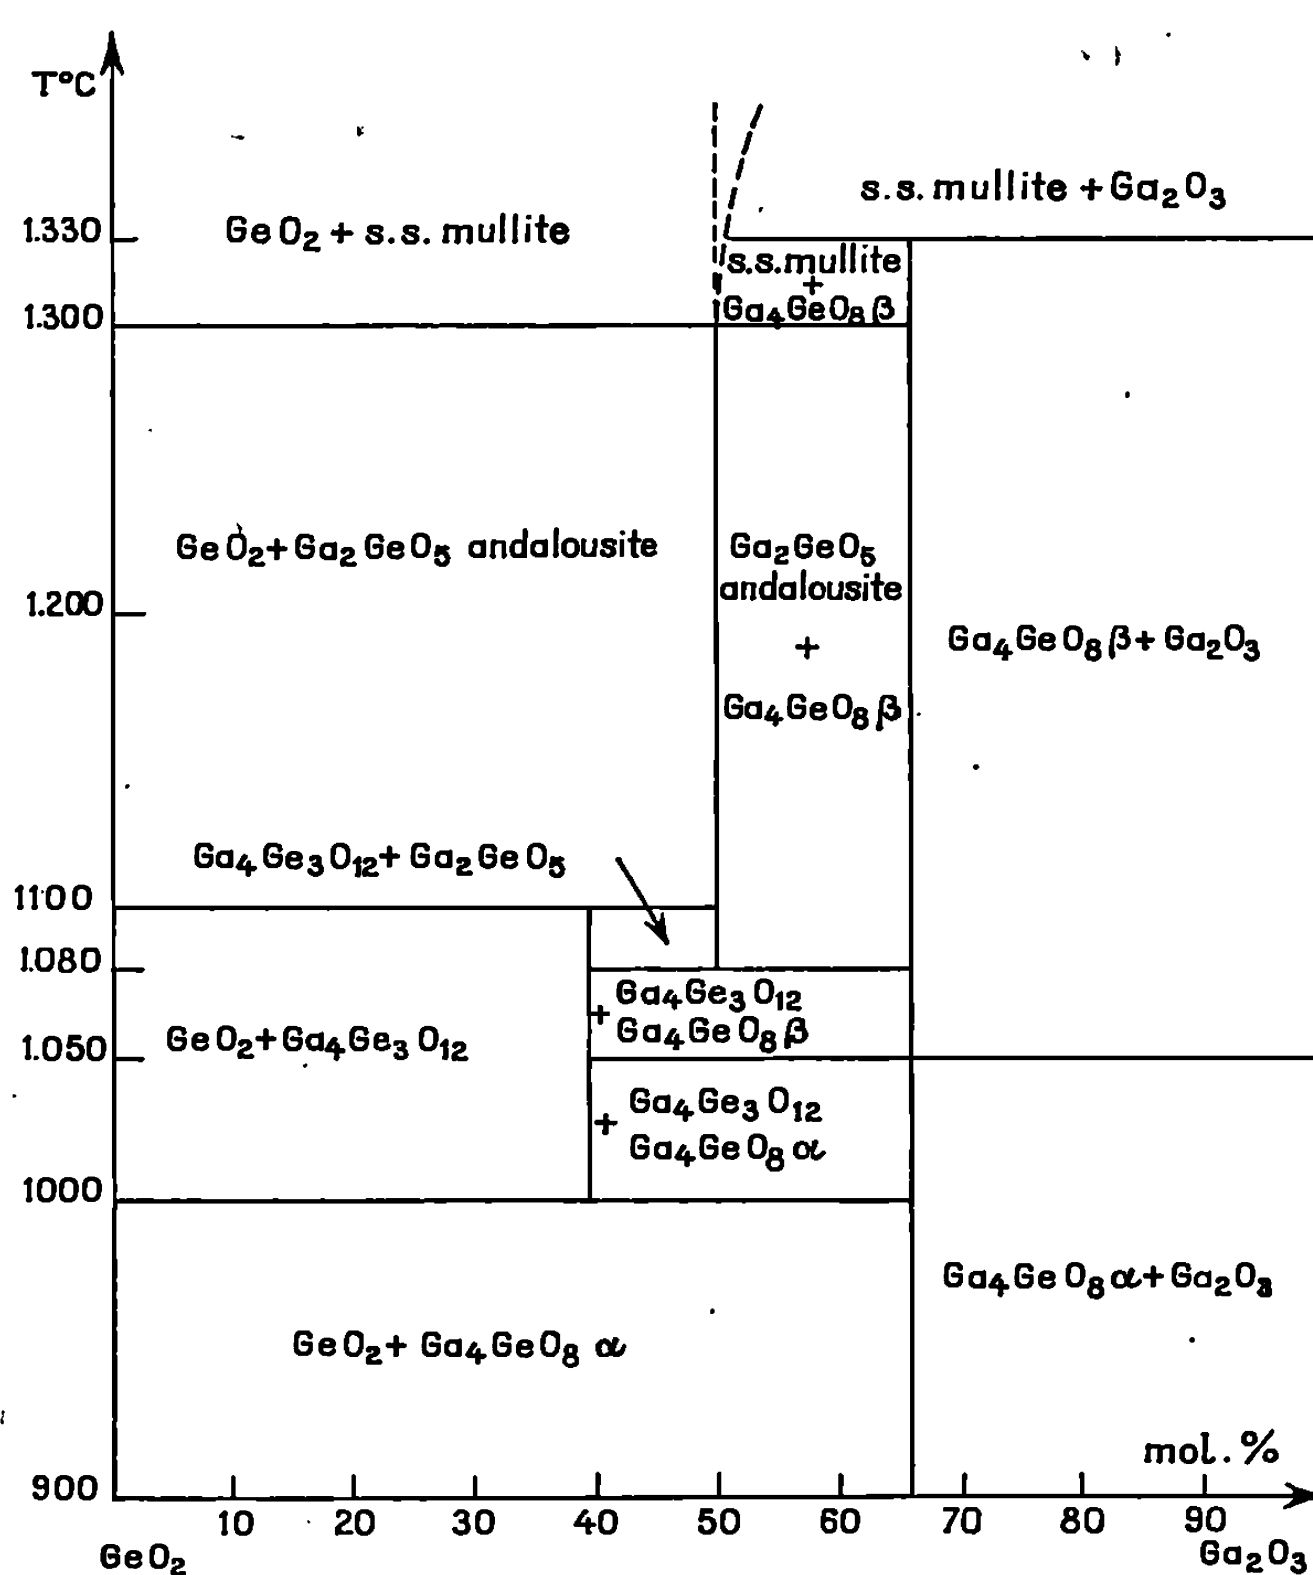 T°C
s.s. mullite + Ga₂O₃
1.330
GeO₂ + s.s. mullite
s.s. mullite
+
Ga₄GeO₈ β
1.300
GeO₂ + Ga₂GeO₅ andalousite
Ga₂GeO₅
andalousite
+
Ga₄GeO₈ β
1.200
Ga₄GeO₈ β + Ga₂O₃
Ga₄Ge₃O₁₂ + Ga₂GeO₅
1100
1.080
Ga₄Ge₃O₁₂
+ Ga₄GeO₈ β
GeO₂ + Ga₄Ge₃O₁₂
1.050
Ga₄Ge₃O₁₂
+ Ga₄GeO₈ α
1000
Ga₄GeO₈ α + Ga₂O₃
GeO₂ + Ga₄GeO₈ α
mol. %
900
10 20 30 40 50 60 70 80 90
GeO₂ Ga₂O₃